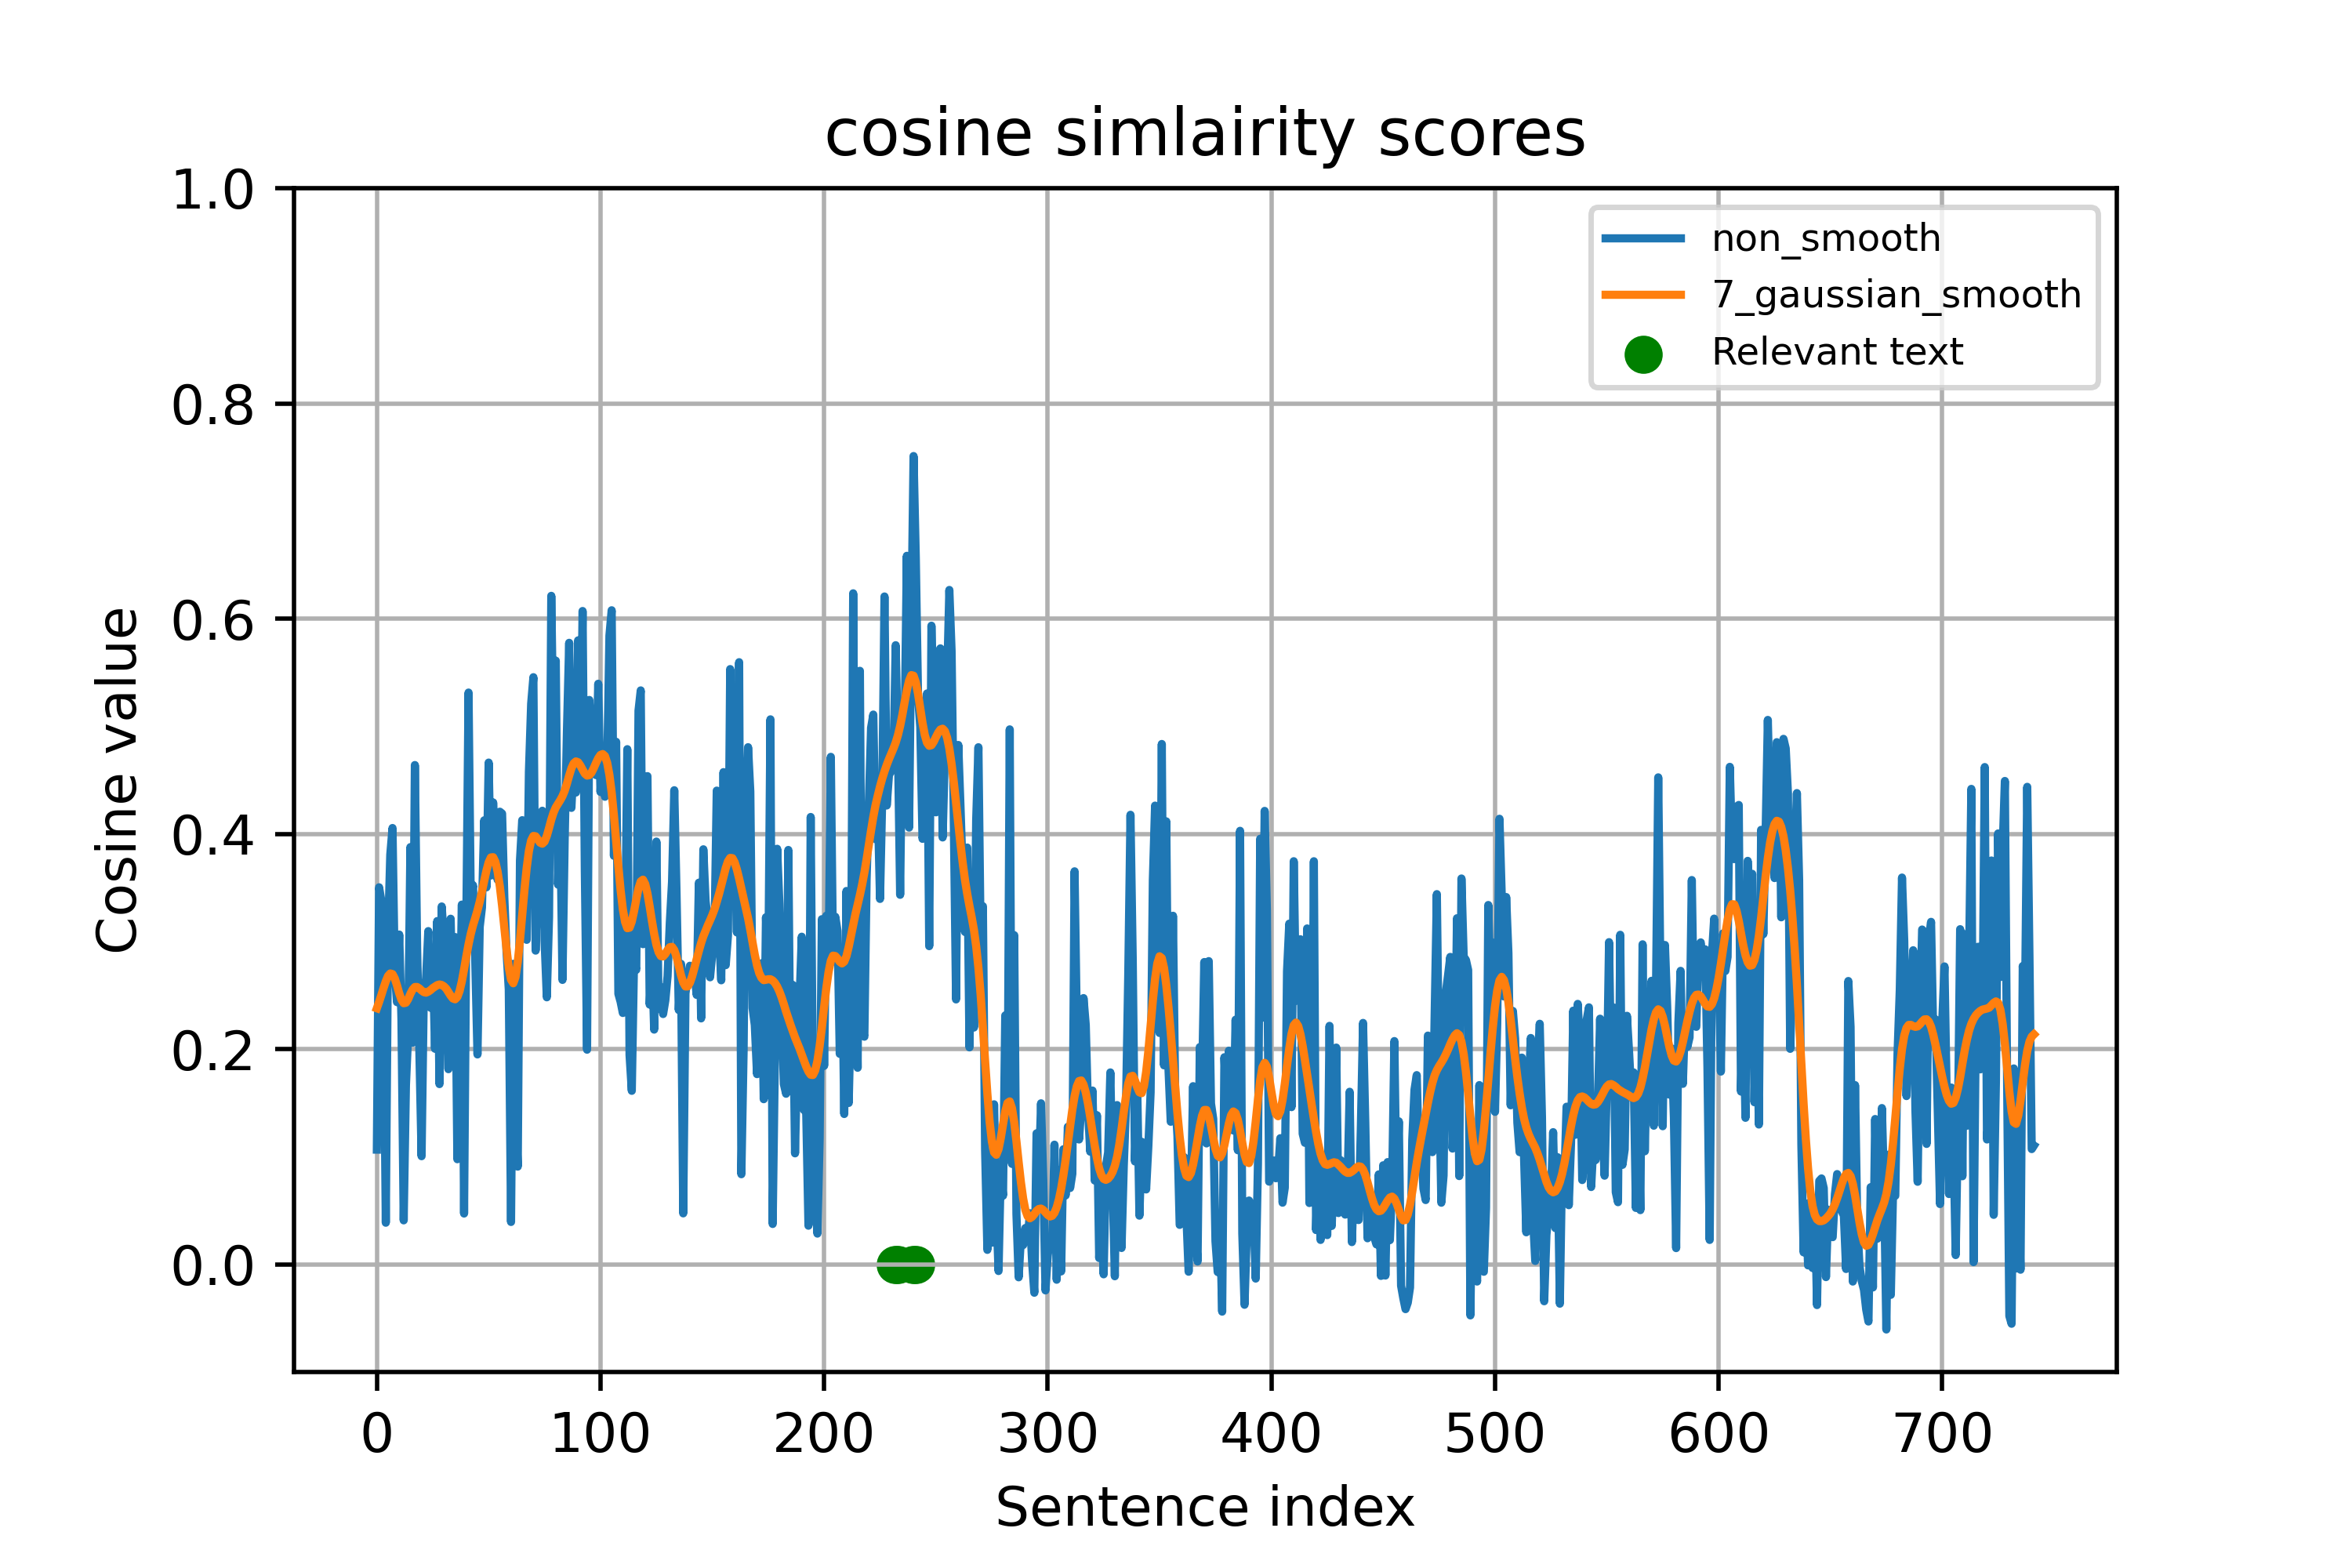 cosine simlairity scores
1.0
0.8
0.6
0.4
0.2
0.0
Cosine value
non_smooth
7_gaussian_smooth
Relevant text
0 100 200 300 400 500 600 700
Sentence index